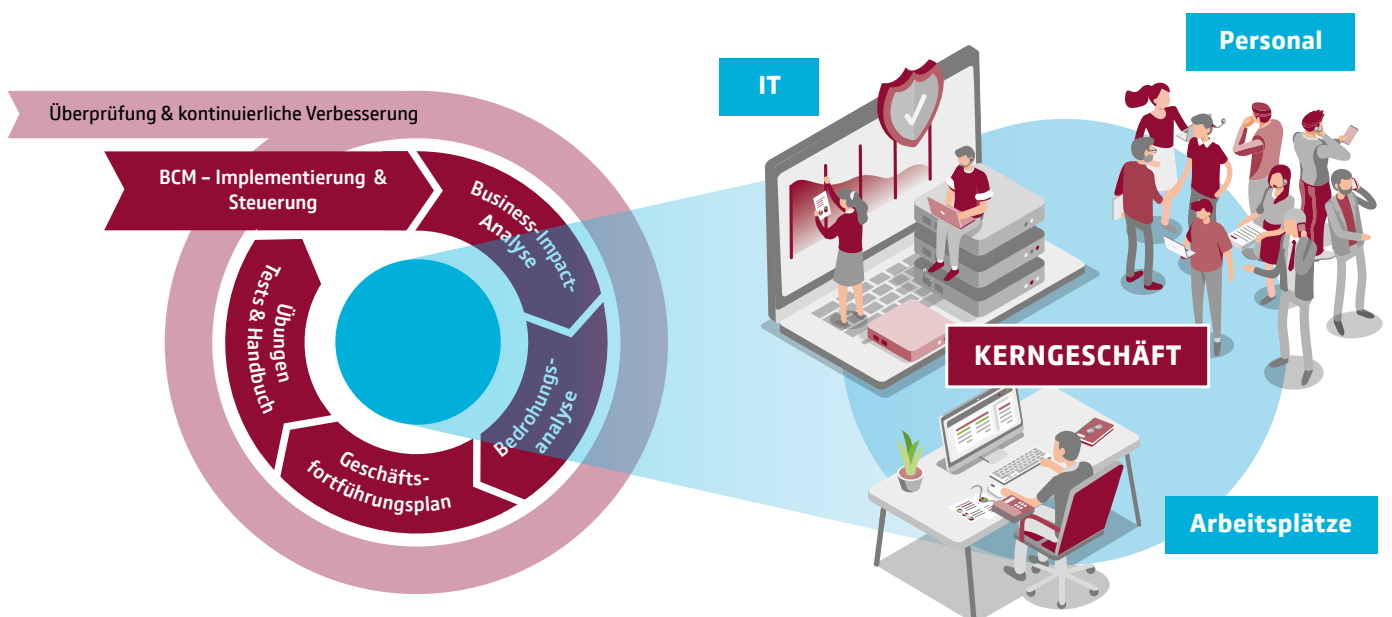 Überprüfung & kontinuierliche Verbesserung
BCM – Implementierung &
Steuerung
Business-Impact-
Analyse
Bedrohungs-
analyse
Geschäfts-
fortführungsplan
Übungen
Tests & Handbuch
IT
Personal
KERNGESCHÄFT
Arbeitsplätze